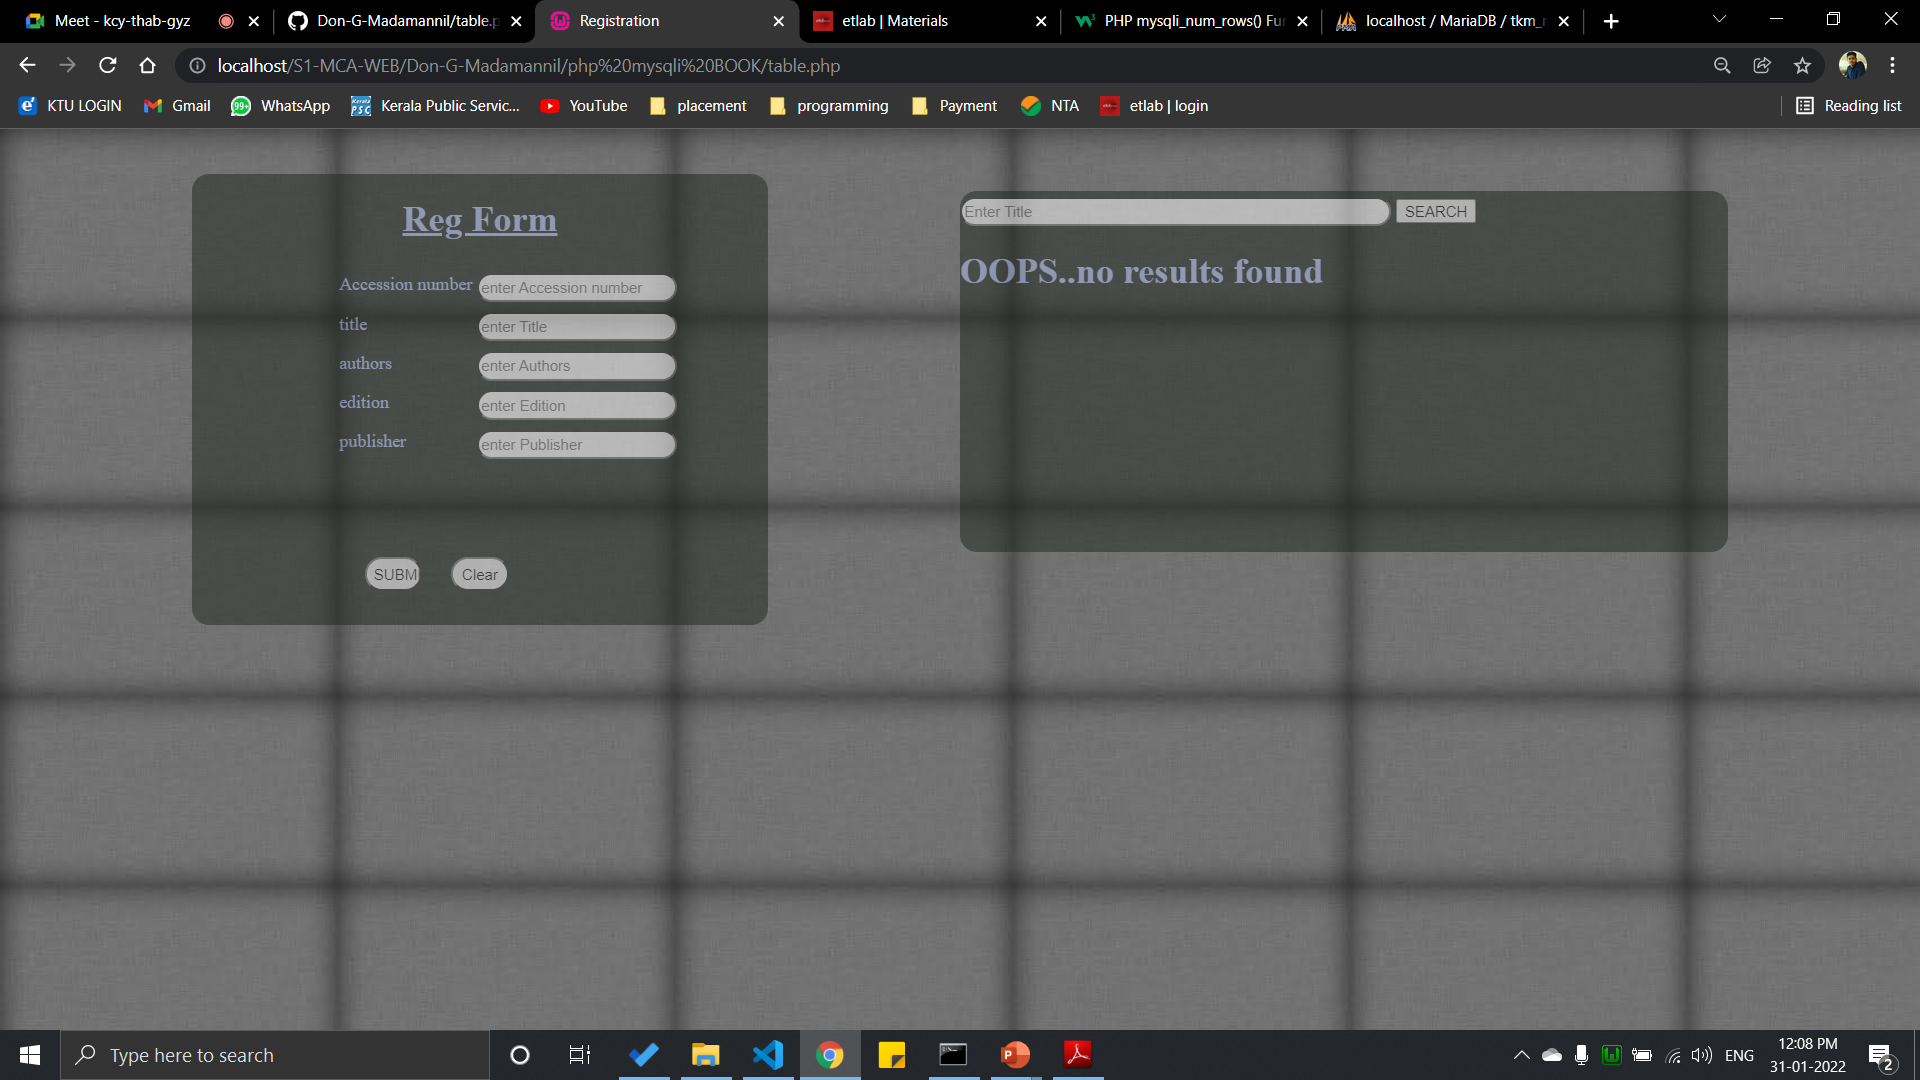 Meet - kcy-thab-gyz
Don-G-Madamannil/table.p
Registration
etlab | Materials
PHP mysqli_num_rows() Fu
localhost / MariaDB / tkm_
localhost/S1-MCA-WEB/Don-G-Madamannil/php%20mysqli%20BOOK/table.php
KTU LOGIN
Gmail
99+
WhatsApp
Kerala Public Servic...
YouTube
placement
programming
Payment
NTA
etlab | login
Reading list
Reg Form
Accession number
enter Accession number
title
enter Title
authors
enter Authors
edition
enter Edition
publisher
enter Publisher
SUBM
Clear
Enter Title
SEARCH
OOPS..no results found
Type here to search
ENG
12:08 PM
31-01-2022
2